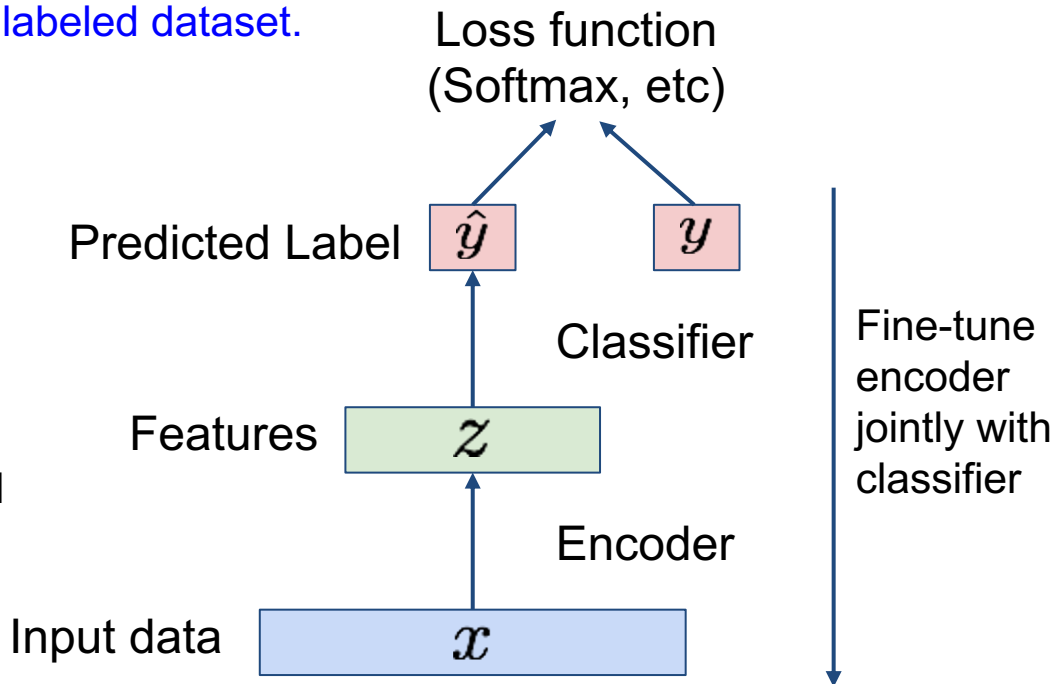 labeled dataset.
Loss function
(Softmax, etc)
Predicted Label
ŷ
y
Classifier
Fine-tune
encoder
jointly with
classifier
Features
z
Encoder
Input data
x